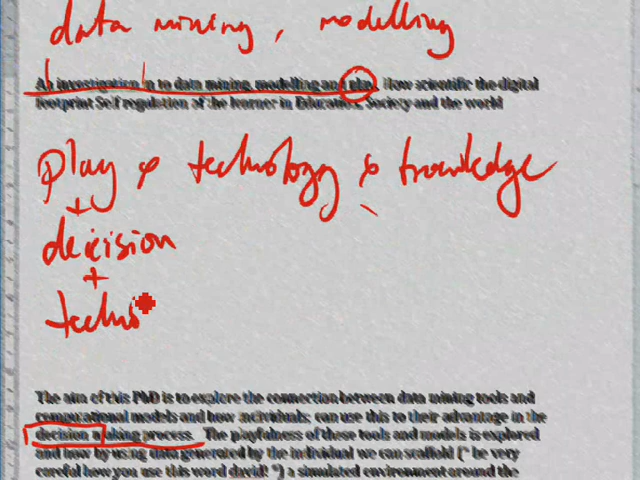 data mining, modelling
An investigation in to data mining, modelling and play. How scientific the digital
footprint Self regulation of the learner in Education, Society and the world
play & technology & knowledge
+
decision
+
techno
The aim of this PhD is to explore the connection between data mining tools and
computational models and how individuals; can use this to their advantage in the
decision making process. The playfulness of these tools and models is explored
and how by using data generated by the individual we can scaffold (" be very
careful how you use this word david! ") a simulated environment around the